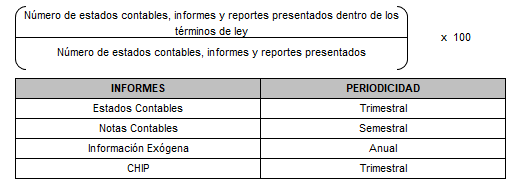 Número de estados contables, informes y reportes presentados dentro de los
términos de ley
Número de estados contables, informes y reportes presentados
x 100
INFORMES PERIODICIDAD
Estados Contables Trimestral
Notas Contables Semestral
Información Exógena Anual
CHIP Trimestral